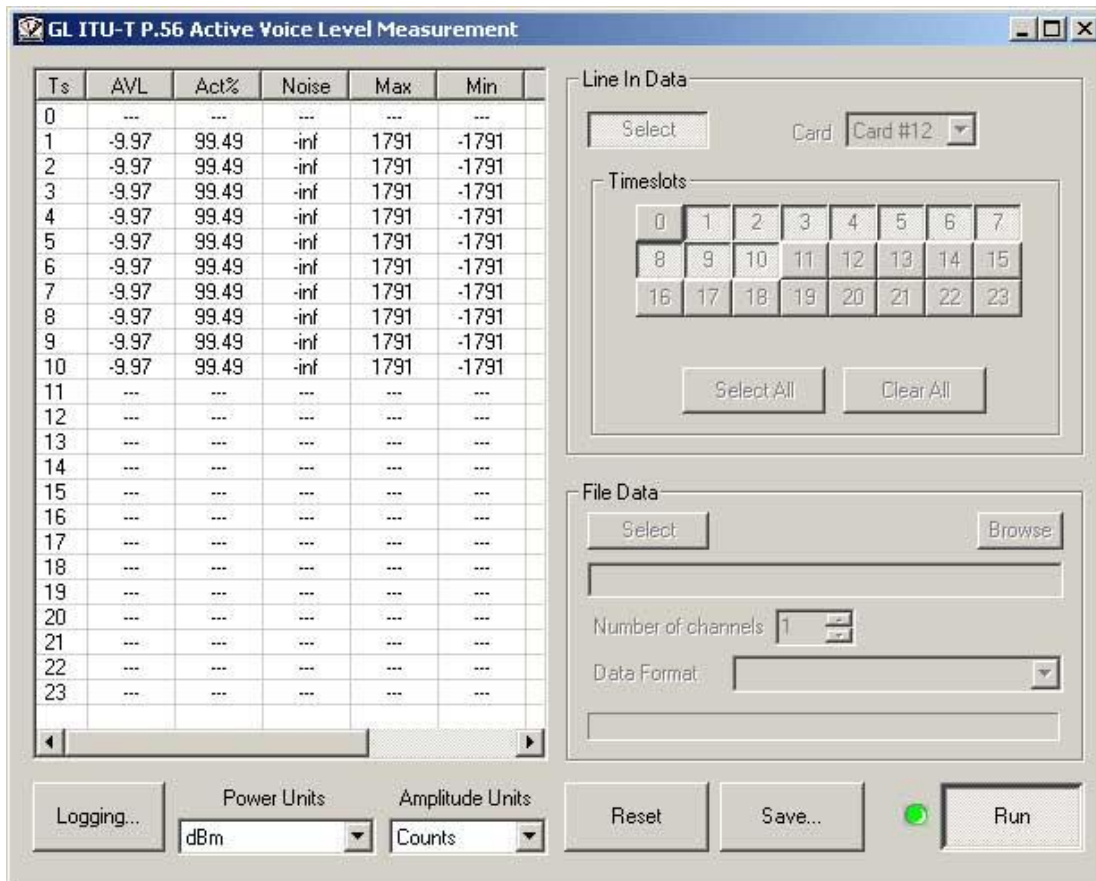 GL ITU-T P.56 Active Voice Level Measurement
Ts AVL Act% Noise Max Min
0 --- --- --- --- ---
1 -9.97 99.49 -inf 1791 -1791
2 -9.97 99.49 -inf 1791 -1791
3 -9.97 99.49 -inf 1791 -1791
4 -9.97 99.49 -inf 1791 -1791
5 -9.97 99.49 -inf 1791 -1791
6 -9.97 99.49 -inf 1791 -1791
7 -9.97 99.49 -inf 1791 -1791
8 -9.97 99.49 -inf 1791 -1791
9 -9.97 99.49 -inf 1791 -1791
10 -9.97 99.49 -inf 1791 -1791
11 --- --- --- --- ---
12 --- --- --- --- ---
13 --- --- --- --- ---
14 --- --- --- --- ---
15 --- --- --- --- ---
16 --- --- --- --- ---
17 --- --- --- --- ---
18 --- --- --- --- ---
19 --- --- --- --- ---
20 --- --- --- --- ---
21 --- --- --- --- ---
22 --- --- --- --- ---
23 --- --- --- --- ---
Line In Data
Select Card Card #12
Timeslots
0 1 2 3 4 5 6 7
8 9 10 11 12 13 14 15
16 17 18 19 20 21 22 23
Select All Clear All
File Data
Select Browse
Number of channels 1
Data Format
Logging...
Power Units
dBm
Amplitude Units
Counts
Reset Save... Run